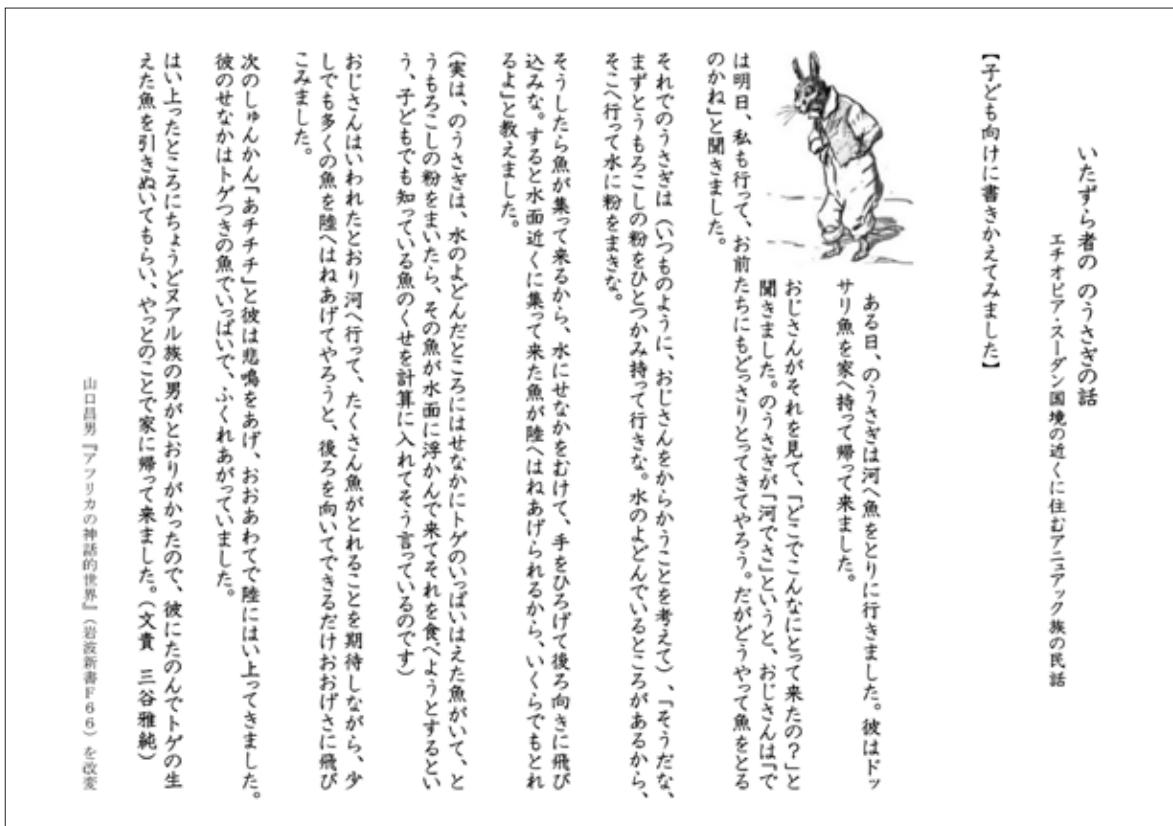 いたずら者の のうさぎの話
エチオピア・スーダン国境の近くに住むアニュアック族の民話
【子ども向けに書きかえてみました】
ある日、のうさぎは河へ魚をとりに行きました。彼はドッ
サリ魚を家へ持って帰って来ました。
おじさんがそれを見て、「どこでこんなにとって来たの？」と
聞きました。のうさぎが「河でさ」というと、おじさんは「で
は明日、私も行って、お前たちにもどっさりとってきてやろう。だがどうやって魚をとる
のかね」と聞きました。
それでのうさぎは（いつものように、おじさんをからかうことを考えて）、「そうだな、
まずとうもろこしの粉をひとつかみ持って行きな。水のよどんでいるところがあるから、
そこへ行って水に粉をまきな。
そうしたら魚が集って来るから、水にせなかをむけて、手をひろげて後ろ向きに飛び
込みな。すると水面近くに集って来た魚が陸へはねあげられるから、いくらでもとれ
るよ」と教えました。
（実は、のうさぎは、水のよどんだところにはせなかにトゲのいっぱいはえた魚がいて、と
うもろこしの粉をまいたら、その魚が水面に浮かんで来てそれを食べようとするとい
う、子どもでも知っている魚のくせを計算に入れてそう言っているのです）
おじさんはいわれたとおり河へ行って、たくさん魚がとれることを期待しながら、少
しでも多くの魚を陸へはねあげてやろうと、後ろを向いてできるだけおおげさに飛び
こみました。
次のしゅんかん「あチチチ」と彼は悲鳴をあげ、おおあわてで陸にはい上ってきました。
彼のせなかはトゲつきの魚でいっぱいで、ふくれあがっていました。
はい上ったところにちょうどヌアル族の男がとおりがかったので、彼にたのんでトゲの生
えた魚を引きぬいてもらい、やっとのことで家に帰って来ました。（文責　三谷雅純）
山口昌男『アフリカの神話的世界』（岩波新書Ｆ６６）を改変